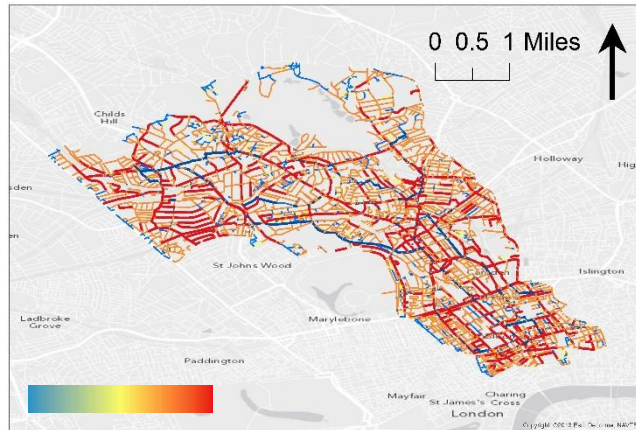 0 0.5 1 Miles
Childs
Hill
Holloway
Hig
sden
en
St Johns Wood
Islington
Ladbroke
Grove
Marylebone
Paddington
Mayfair
Charing
St James's Cross
London